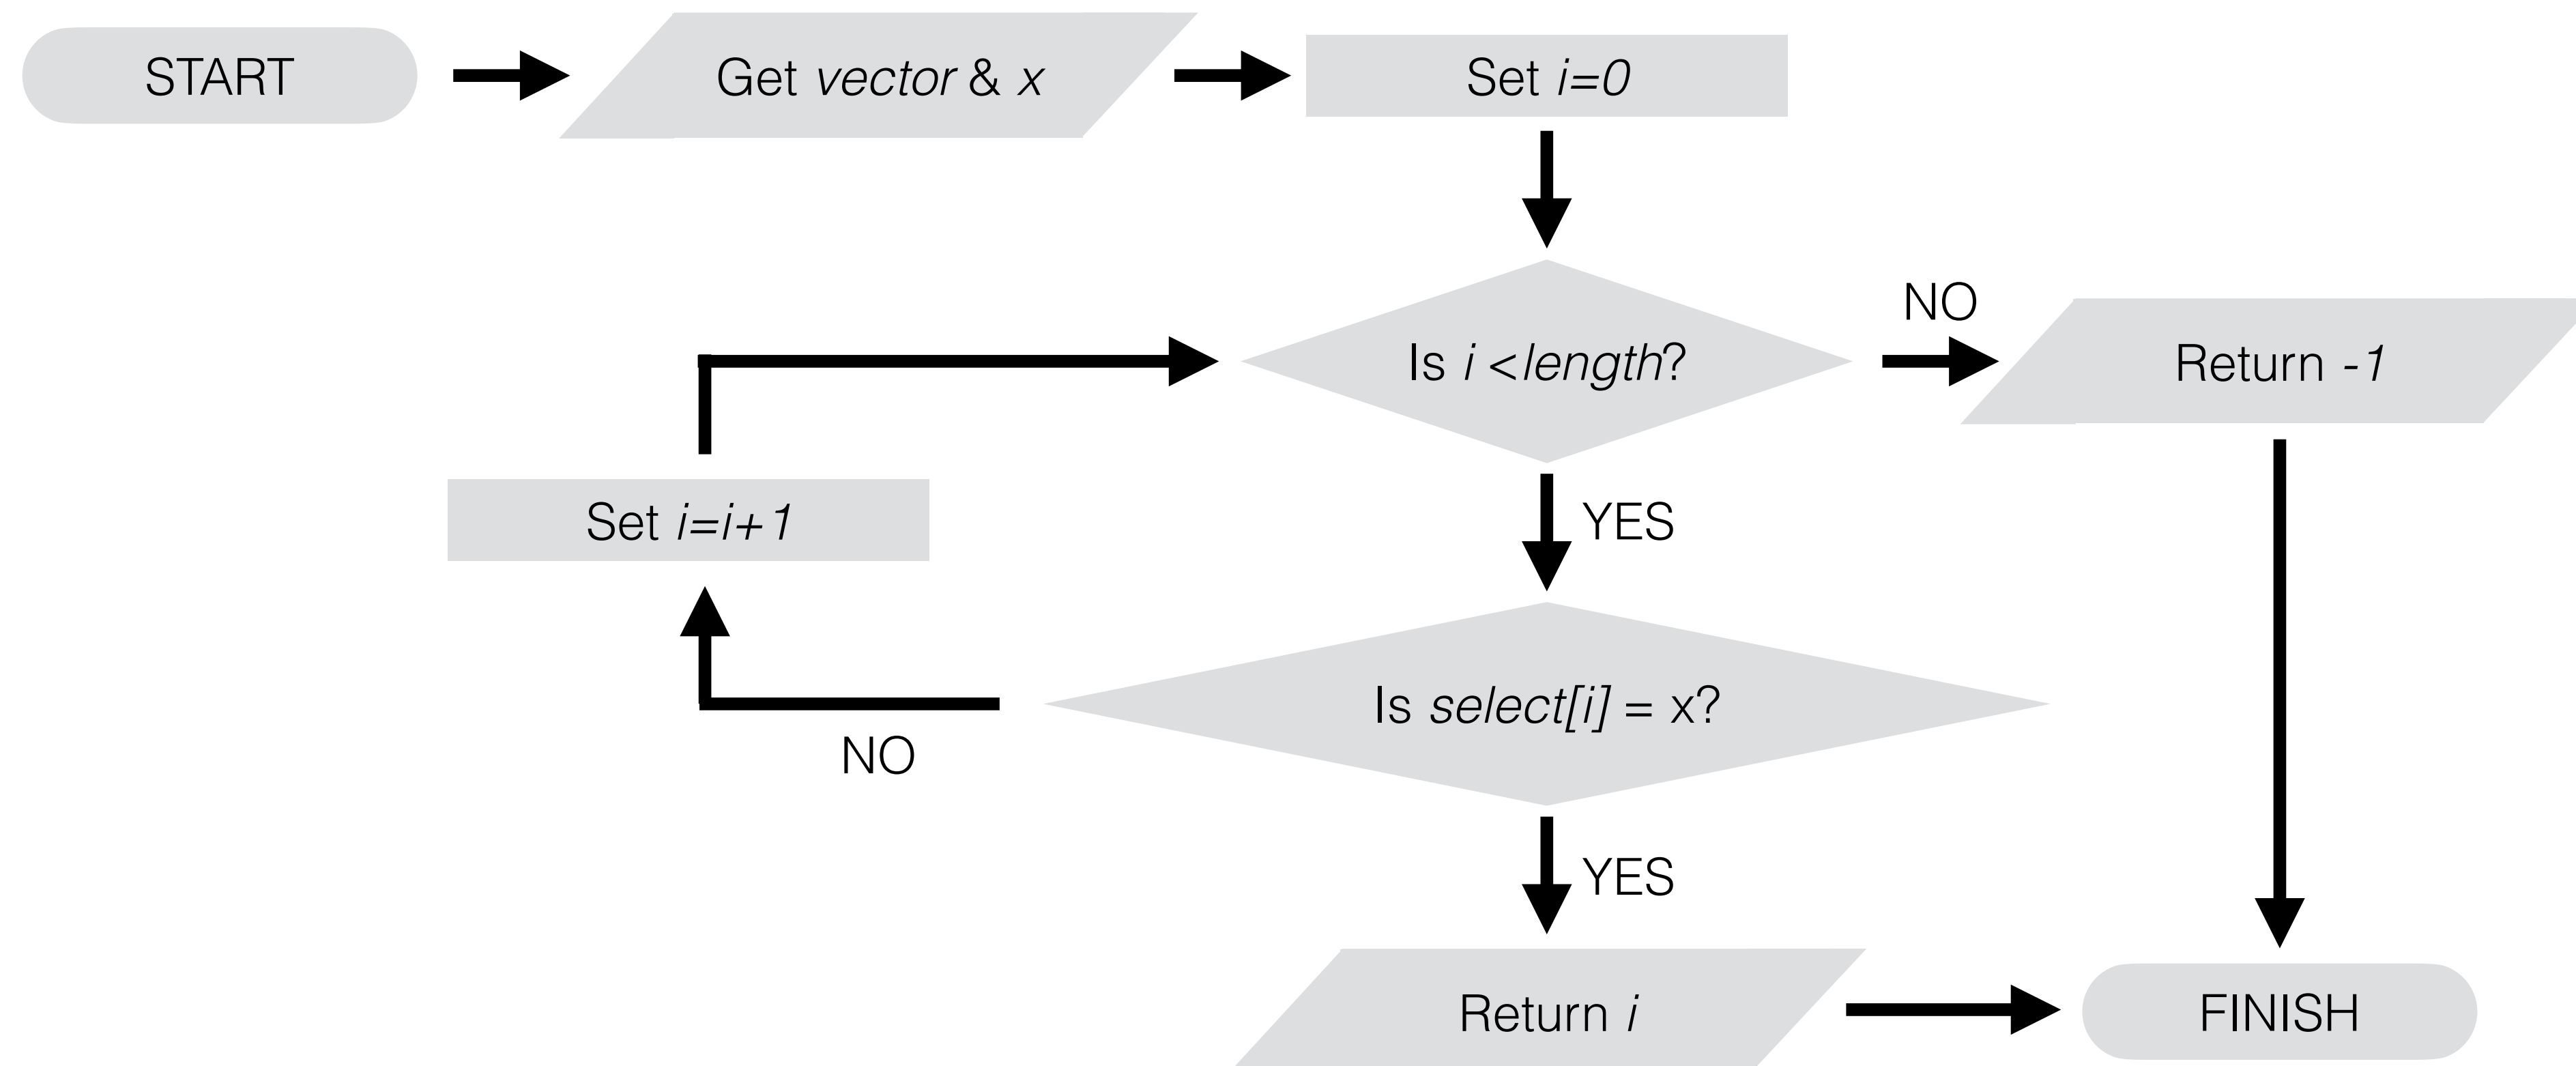 START
Get vector & x
Set i=0
Is i <length?
NO
Return -1
YES
Set i=i+1
Is select[i] = x?
NO
YES
Return i
FINISH